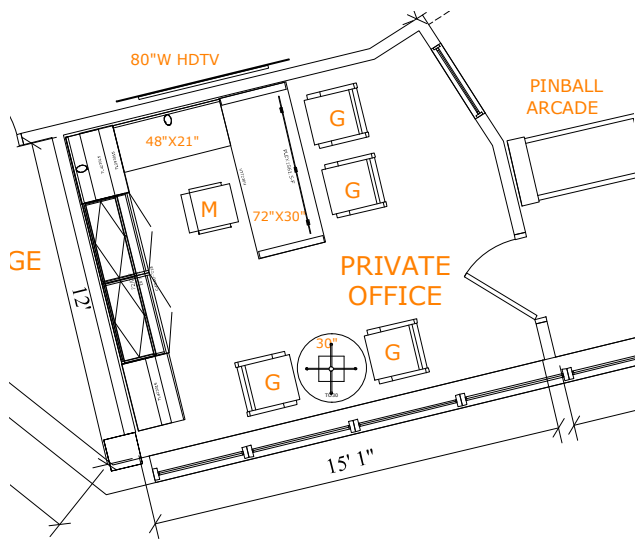 80"W HDTV
PINBALL
ARCADE
G
48"X21"
G
M
72"X30"
GE
PRIVATE
OFFICE
12'
30"
G
G
15' 1"